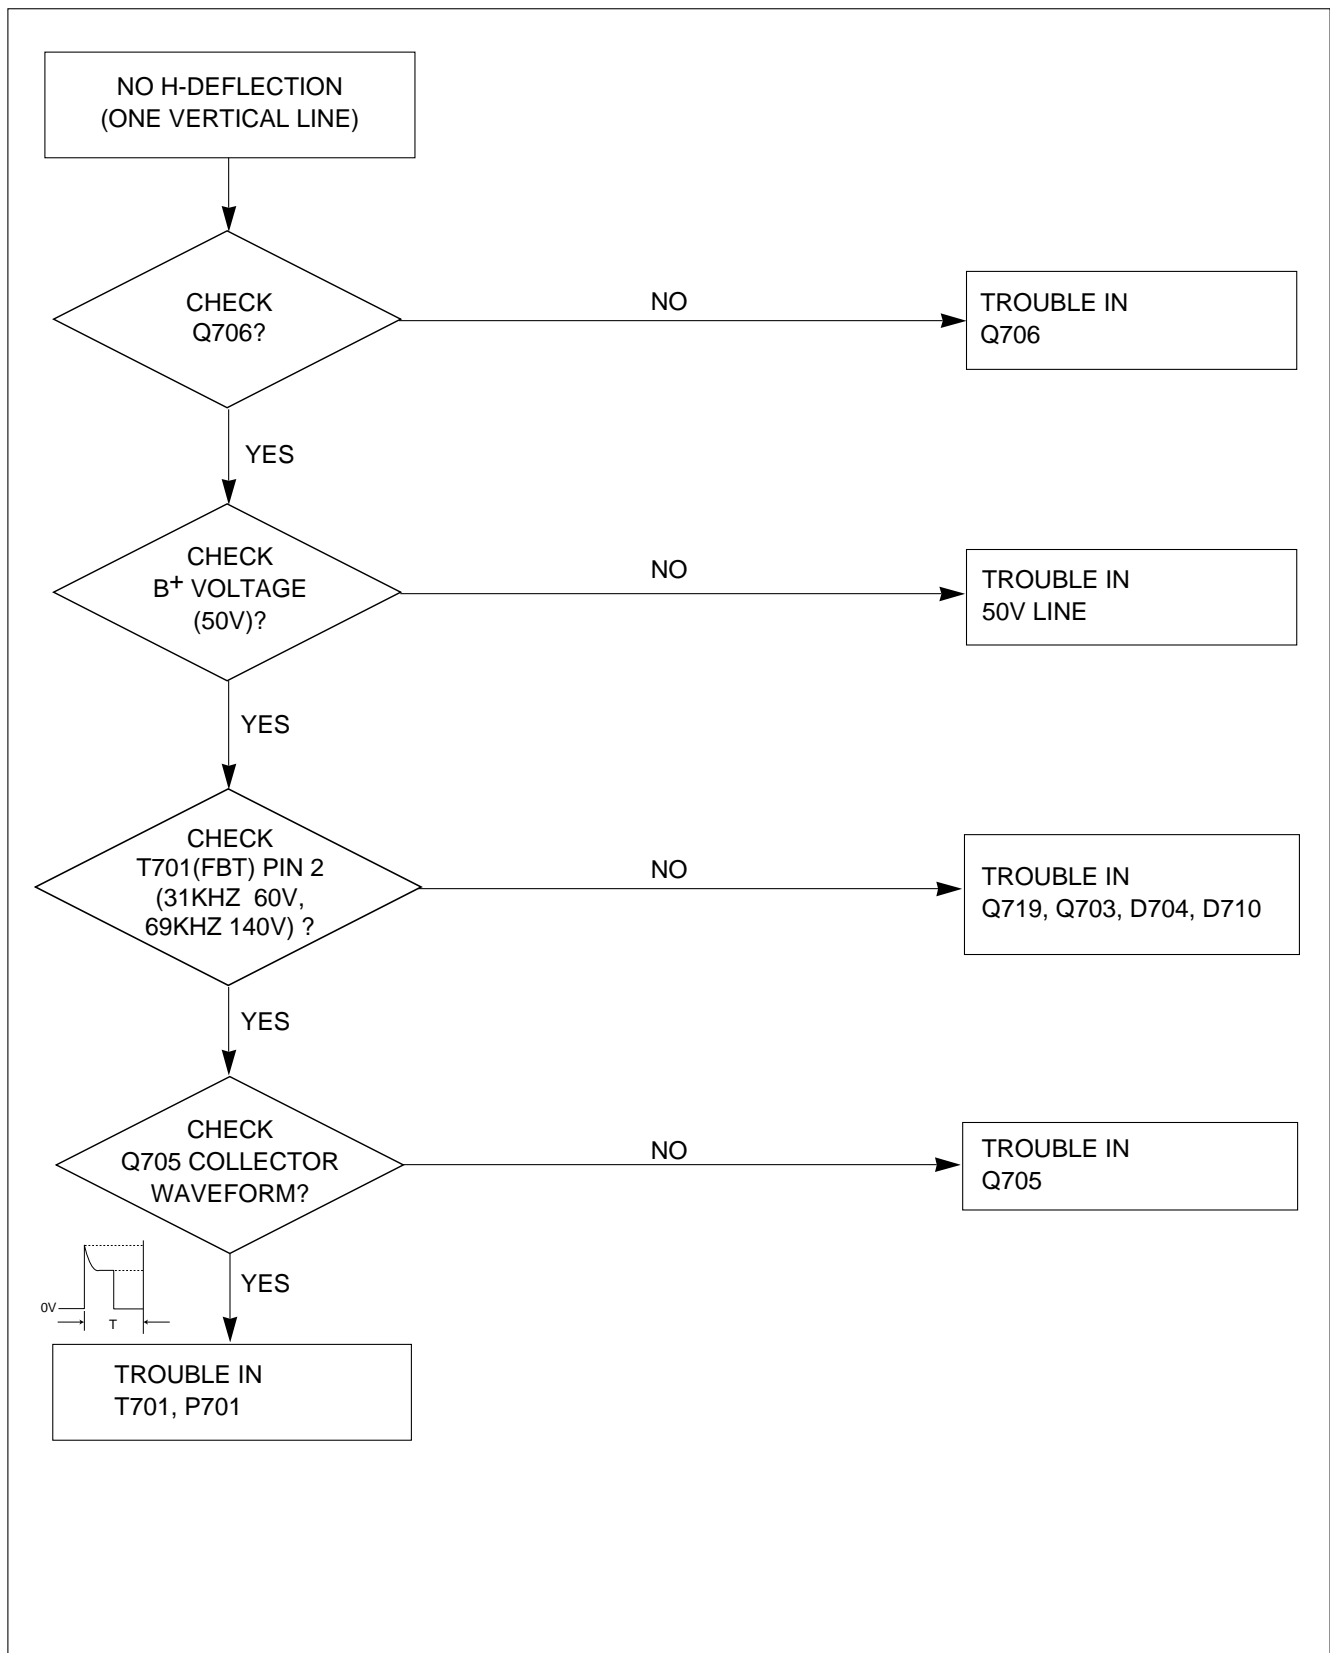 NO H-DEFLECTION
(ONE VERTICAL LINE)
CHECK
Q706?
NO
TROUBLE IN
Q706
YES
CHECK
B+ VOLTAGE
(50V)?
NO
TROUBLE IN
50V LINE
YES
CHECK
T701(FBT) PIN 2
(31KHZ 60V,
69KHZ 140V) ?
NO
TROUBLE IN
Q719, Q703, D704, D710
YES
CHECK
Q705 COLLECTOR
WAVEFORM?
NO
TROUBLE IN
Q705
YES
0V
T
TROUBLE IN
T701, P701